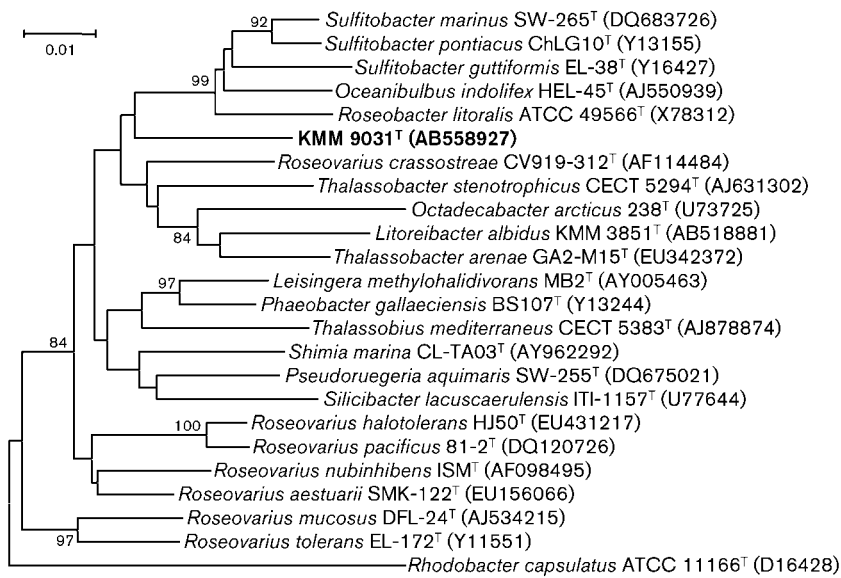 92
Sulfitobacter marinus SW-265ᵀ (DQ683726)
0.01
Sulfitobacter pontiacus ChLG10ᵀ (Y13155)
Sulfitobacter guttiformis EL-38ᵀ (Y16427)
99
Oceanibulbus indolifex HEL-45ᵀ (AJ550939)
Roseobacter litoralis ATCC 49566ᵀ (X78312)
KMM 9031ᵀ (AB558927)
Roseovarius crassostreae CV919-312ᵀ (AF114484)
Thalassobacter stenotrophicus CECT 5294ᵀ (AJ631302)
Octadecabacter arcticus 238ᵀ (U73725)
84
Litoreibacter albidus KMM 3851ᵀ (AB518881)
Thalassobacter arenae GA2-M15ᵀ (EU342372)
97
Leisingera methylohalidivorans MB2ᵀ (AY005463)
Phaeobacter gallaeciensis BS107ᵀ (Y13244)
Thalassobius mediterraneus CECT 5383ᵀ (AJ878874)
84
Shimia marina CL-TA03ᵀ (AY962292)
Pseudoruegeria aquimaris SW-255ᵀ (DQ675021)
Silicibacter lacuscaerulensis ITI-1157ᵀ (U77644)
100
Roseovarius halotolerans HJ50ᵀ (EU431217)
Roseovarius pacificus 81-2ᵀ (DQ120726)
Roseovarius nubinhibens ISMᵀ (AF098495)
Roseovarius aestuarii SMK-122ᵀ (EU156066)
Roseovarius mucosus DFL-24ᵀ (AJ534215)
97
Roseovarius tolerans EL-172ᵀ (Y11551)
Rhodobacter capsulatus ATCC 11166ᵀ (D16428)